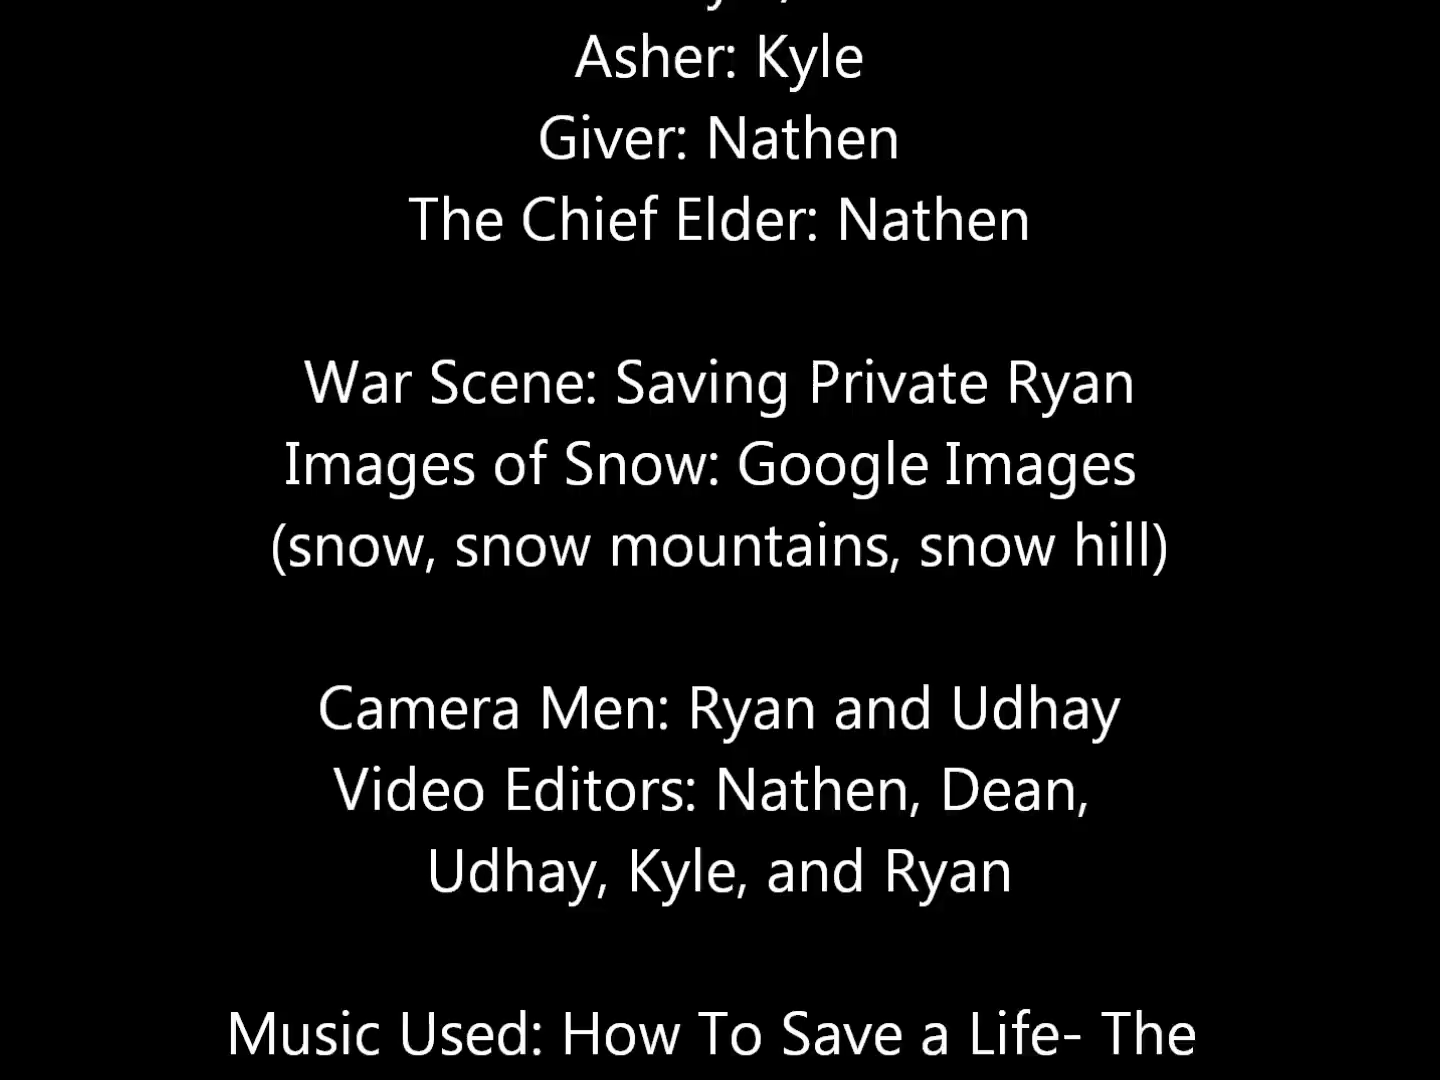 Asher: Kyle
Giver: Nathen
The Chief Elder: Nathen
War Scene: Saving Private Ryan
Images of Snow: Google Images
(snow, snow mountains, snow hill)
Camera Men: Ryan and Udhay
Video Editors: Nathen, Dean,
Udhay, Kyle, and Ryan
Music Used: How To Save a Life- The